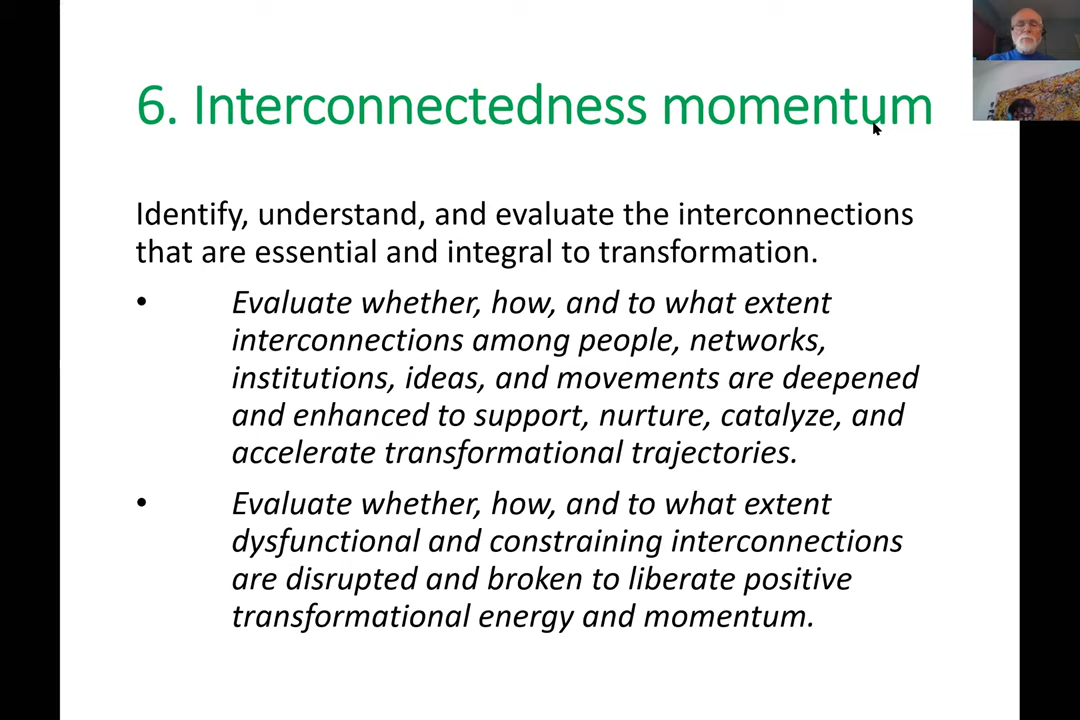 6. Interconnectedness momentum
Identify, understand, and evaluate the interconnections
that are essential and integral to transformation.
• Evaluate whether, how, and to what extent
interconnections among people, networks,
institutions, ideas, and movements are deepened
and enhanced to support, nurture, catalyze, and
accelerate transformational trajectories.
• Evaluate whether, how, and to what extent
dysfunctional and constraining interconnections
are disrupted and broken to liberate positive
transformational energy and momentum.